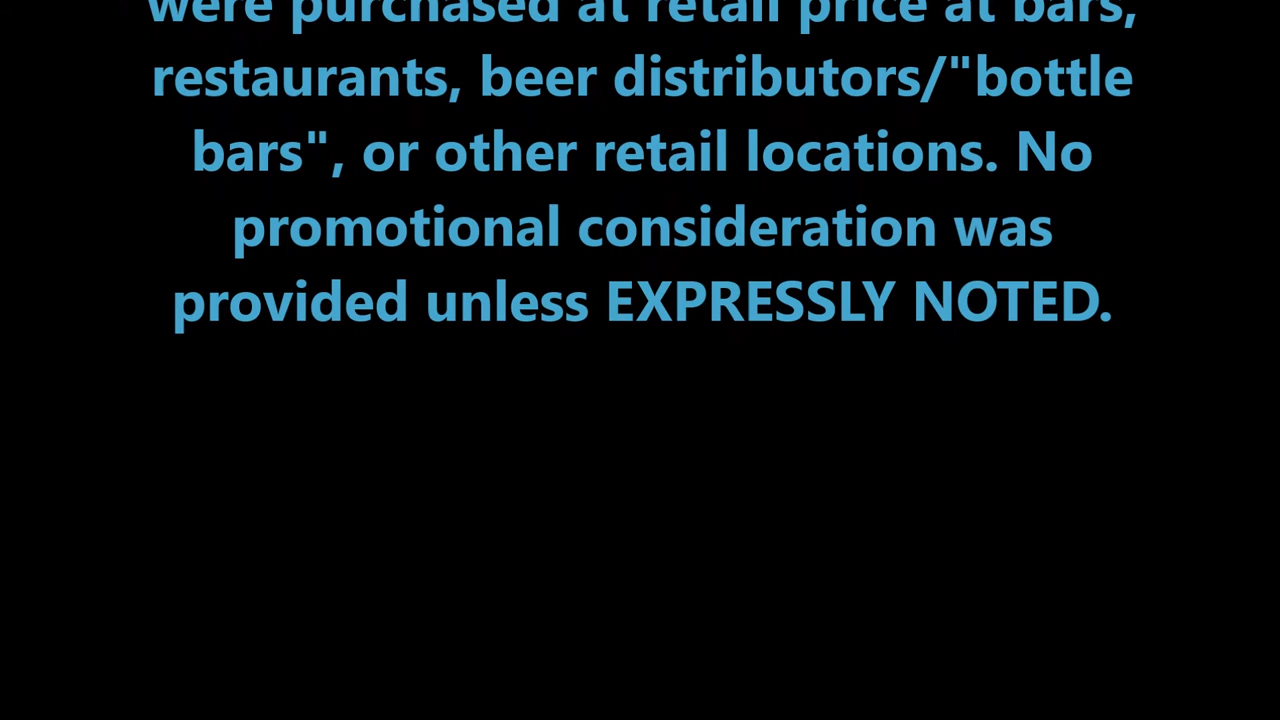 were purchased at retail price at bars,
restaurants, beer distributors/"bottle
bars", or other retail locations. No
promotional consideration was
provided unless EXPRESSLY NOTED.